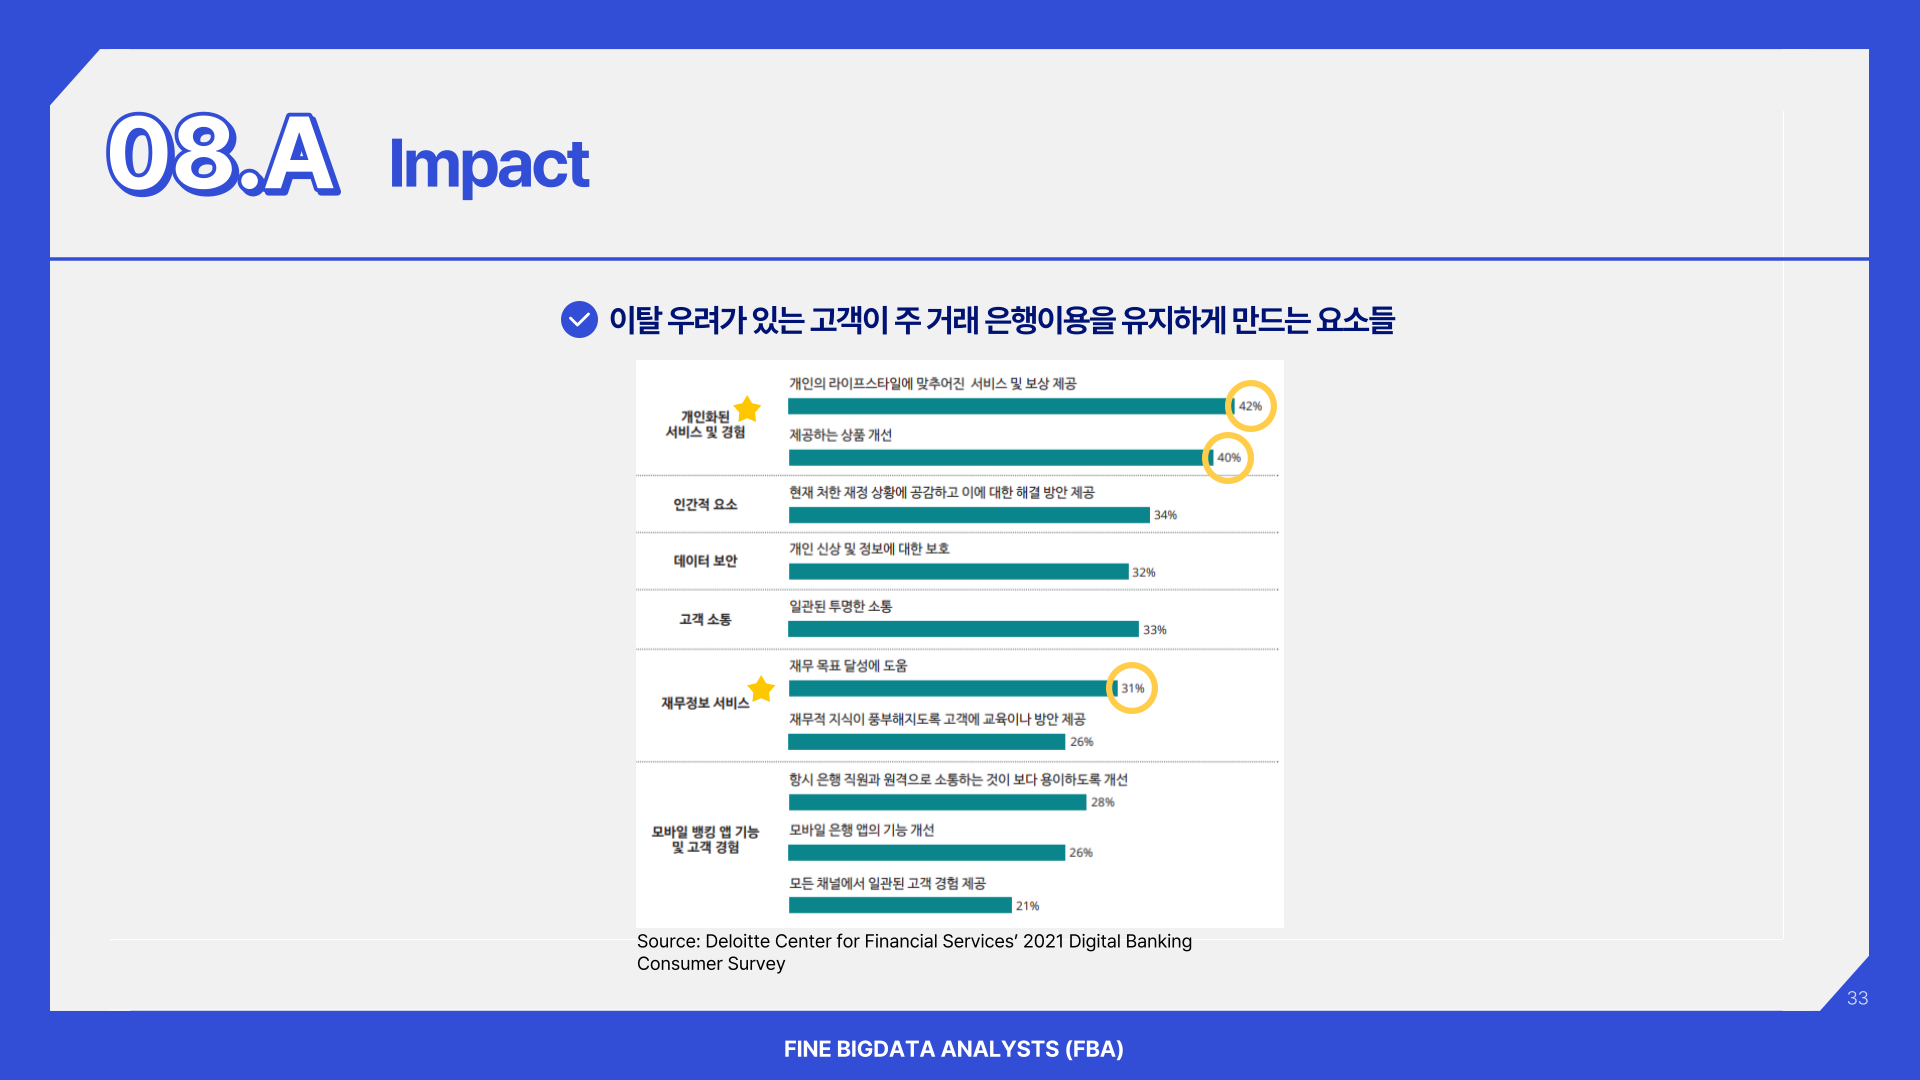 08.A Impact
이탈 우려가 있는 고객이 주 거래 은행이용을 유지하게 만드는 요소들
개인화된
서비스 및 경험
개인의 라이프스타일에 맞추어진 서비스 및 보상 제공
42%
제공하는 상품 개선
40%
인간적 요소
현재 처한 재정 상황에 공감하고 이에 대한 해결 방안 제공
34%
데이터 보안
개인 신상 및 정보에 대한 보호
32%
고객 소통
일관된 투명한 소통
33%
재무정보 서비스
재무 목표 달성에 도움
31%
재무적 지식이 풍부해지도록 고객에 교육이나 방안 제공
26%
모바일 뱅킹 앱 기능
및 고객 경험
항시 은행 직원과 원격으로 소통하는 것이 보다 용이하도록 개선
28%
모바일 은행 앱의 기능 개선
26%
모든 채널에서 일관된 고객 경험 제공
21%
Source: Deloitte Center for Financial Services’ 2021 Digital Banking
Consumer Survey
33
FINE BIGDATA ANALYSTS (FBA)